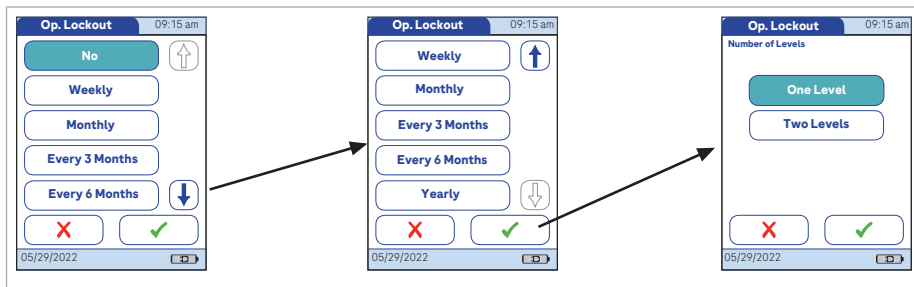 Op. Lockout 09:15 am
No
Weekly
Monthly
Every 3 Months
Every 6 Months
05/29/2022
Op. Lockout 09:15 am
Weekly
Monthly
Every 3 Months
Every 6 Months
Yearly
05/29/2022
Op. Lockout 09:15 am
Number of Levels
One Level
Two Levels
05/29/2022